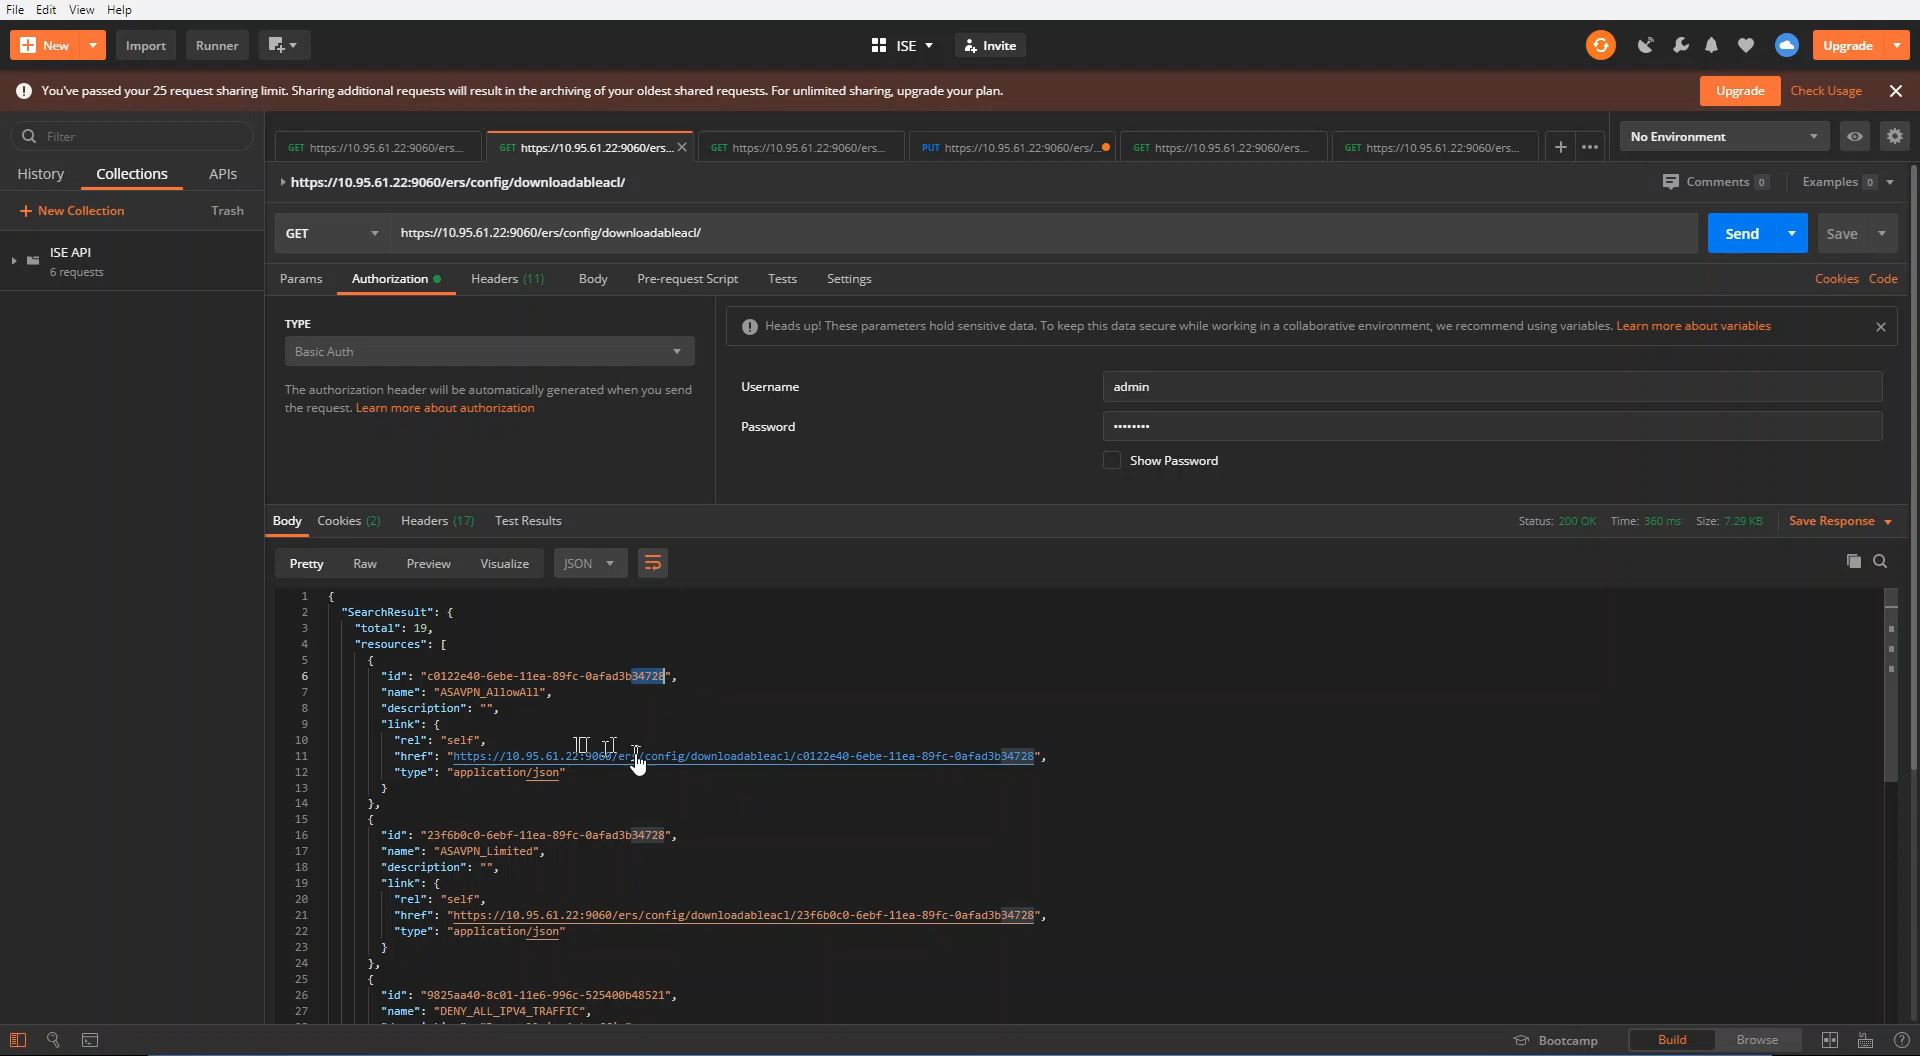 File Edit View Help
New Import Runner ISE Invite Upgrade
You've passed your 25 request sharing limit. Sharing additional requests will result in the archiving of your oldest shared requests. For unlimited sharing, upgrade your plan. Upgrade Check Usage
Filter
GET https://10.95.61.22:9060/ers... GET https://10.95.61.22:9060/ers... GET https://10.95.61.22:9060/ers... PUT https://10.95.61.22:9060/ers/... GET https://10.95.61.22:9060/ers... GET https://10.95.61.22:9060/ers... No Environment
History Collections APIs
https://10.95.61.22:9060/ers/config/downloadableacl/ Comments 0 Examples 0
New Collection Trash
GET https://10.95.61.22:9060/ers/config/downloadableacl/ Send Save
ISE API
6 requests
Params Authorization Headers (11) Body Pre-request Script Tests Settings Cookies Code
TYPE
Basic Auth
The authorization header will be automatically generated when you send
the request. Learn more about authorization
Heads up! These parameters hold sensitive data. To keep this data secure while working in a collaborative environment, we recommend using variables. Learn more about variables
Username admin
Password ••••••••
Show Password
Body Cookies (2) Headers (17) Test Results Status: 200 OK Time: 360 ms Size: 7.29 KB Save Response
Pretty Raw Preview Visualize JSON
1 {
2 "SearchResult": {
3 "total": 19,
4 "resources": [
5 {
6 "id": "c0122e40-6ebe-11ea-89fc-0afad3b34728",
7 "name": "ASAVPN_AllowAll",
8 "description": "",
9 "link": {
10 "rel": "self",
11 "href": "https://10.95.61.22:9060/ers/config/downloadableacl/c0122e40-6ebe-11ea-89fc-0afad3b34728",
12 "type": "application/json"
13 }
14 },
15 {
16 "id": "23f6b0c0-6ebf-11ea-89fc-0afad3b34728",
17 "name": "ASAVPN_Limited",
18 "description": "",
19 "link": {
20 "rel": "self",
21 "href": "https://10.95.61.22:9060/ers/config/downloadableacl/23f6b0c0-6ebf-11ea-89fc-0afad3b34728",
22 "type": "application/json"
23 }
24 },
25 {
26 "id": "9825aa40-8c01-11e6-996c-525400b48521",
27 "name": "DENY_ALL_IPV4_TRAFFIC",
Bootcamp Build Browse